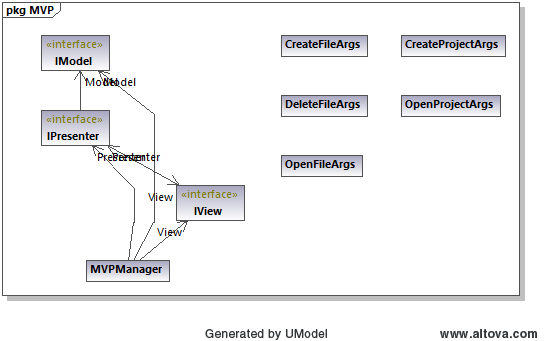 pkg MVP
«interface»
IModel
CreateFileArgs
CreateProjectArgs
Model
Model
DeleteFileArgs
OpenProjectArgs
«interface»
IPresenter
Presenter
Presenter
OpenFileArgs
View
«interface»
IView
View
MVPManager
Generated by UModel
www.altova.com